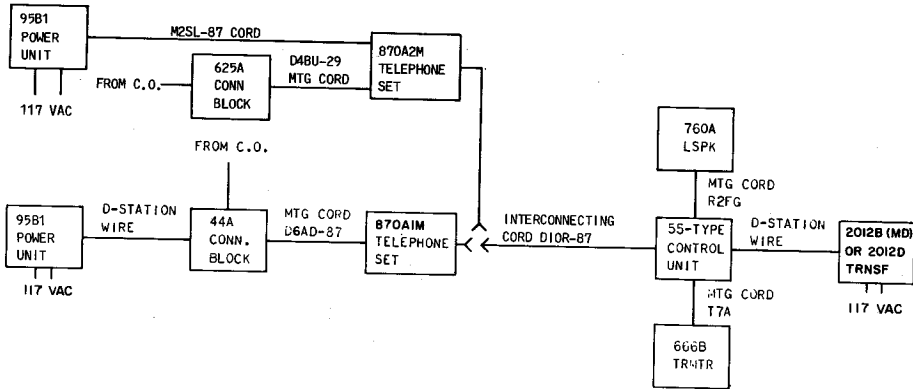 95B1
POWER
UNIT
M2SL-87 CORD
117 VAC
FROM C.O.
625A
CONN
BLOCK
D4BU-29
MTG CORD
870A2M
TELEPHONE
SET
FROM C.O.
95B1
POWER
UNIT
117 VAC
D-STATION
WIRE
44A
CONN.
BLOCK
MTG CORD
D6AD-87
870A1M
TELEPHONE
SET
INTERCONNECTING
CORD D10R-87
760A
LSPK
MTG CORD
R2FG
55-TYPE
CONTROL
UNIT
D-STATION
WIRE
2012B (MD)
OR 2012D
TRNSF
117 VAC
MTG CORD
T7A
666B
TRMTR